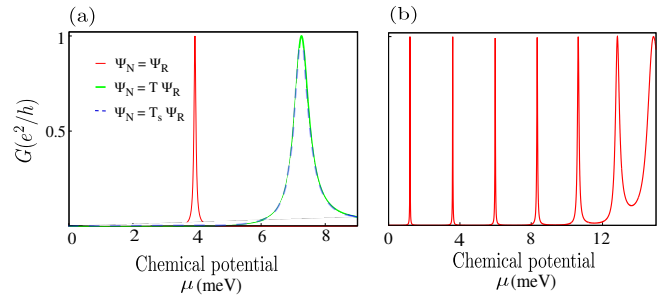 (a)
(b)
1
0.5
G(e²/h)
Ψ_N = Ψ_R
Ψ_N = T Ψ_R
Ψ_N = T_s Ψ_R
0 2 4 6 8
0 4 8 12
Chemical potential
μ (meV)
Chemical potential
μ (meV)